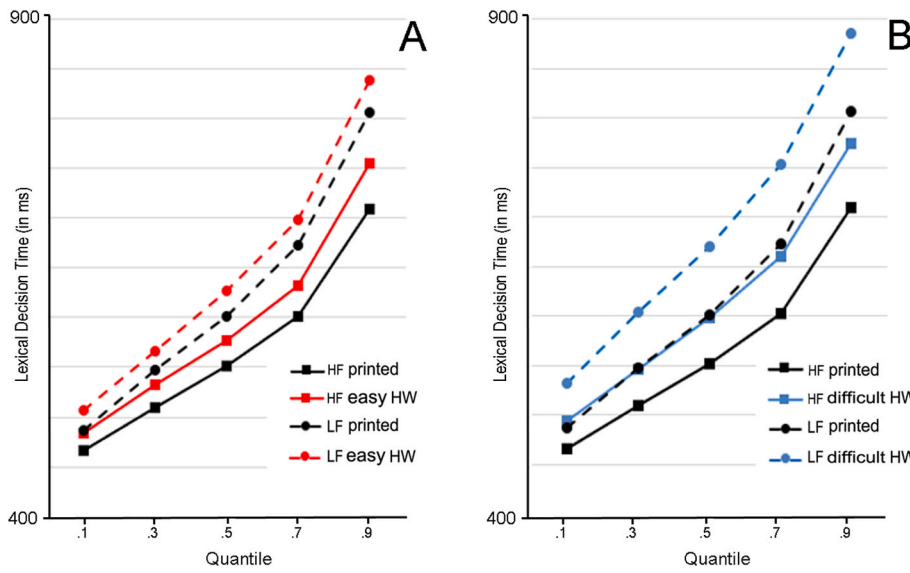 900
A
Lexical Decision Time (in ms)
HF printed
HF easy HW
LF printed
LF easy HW
400
.1 .3 .5 .7 .9
Quantile
900
B
Lexical Decision Time (in ms)
HF printed
HF difficult HW
LF printed
LF difficult HW
400
.1 .3 .5 .7 .9
Quantile